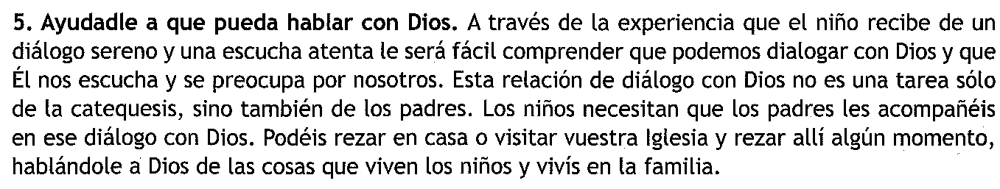 5. Ayudadle a que pueda hablar con Dios. A través de la experiencia que el niño recibe de un
diálogo sereno y una escucha atenta le será fácil comprender que podemos dialogar con Dios y que
Él nos escucha y se preocupa por nosotros. Esta relación de diálogo con Dios no es una tarea sólo
de la catequesis, sino también de los padres. Los niños necesitan que los padres les acompañéis
en ese diálogo con Dios. Podéis rezar en casa o visitar vuestra Iglesia y rezar allí algún momento,
hablándole a Dios de las cosas que viven los niños y vivís en la familia.